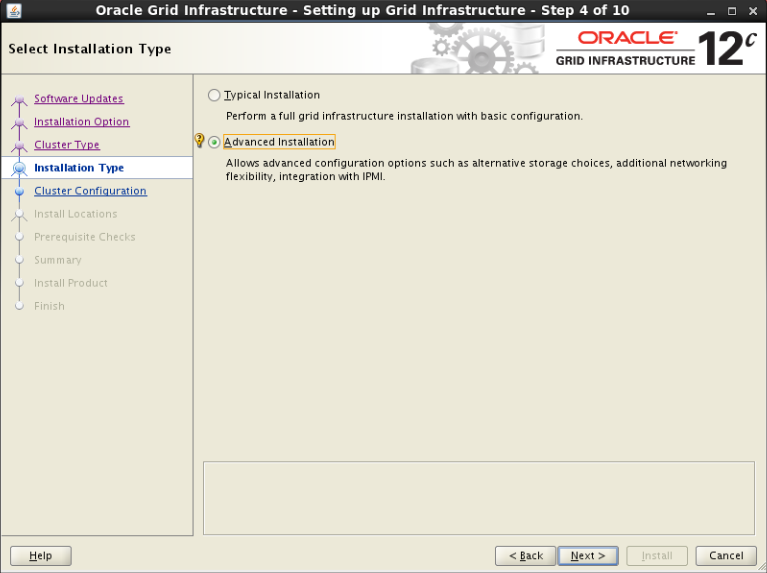 Oracle Grid Infrastructure - Setting up Grid Infrastructure - Step 4 of 10
Select Installation Type
ORACLE
GRID INFRASTRUCTURE
12c
Software Updates
Installation Option
Cluster Type
Installation Type
Cluster Configuration
Install Locations
Prerequisite Checks
Summary
Install Product
Finish
Typical Installation
Perform a full grid infrastructure installation with basic configuration.
Advanced Installation
Allows advanced configuration options such as alternative storage choices, additional networking
flexibility, integration with IPMI.
Help
< Back
Next >
Install
Cancel